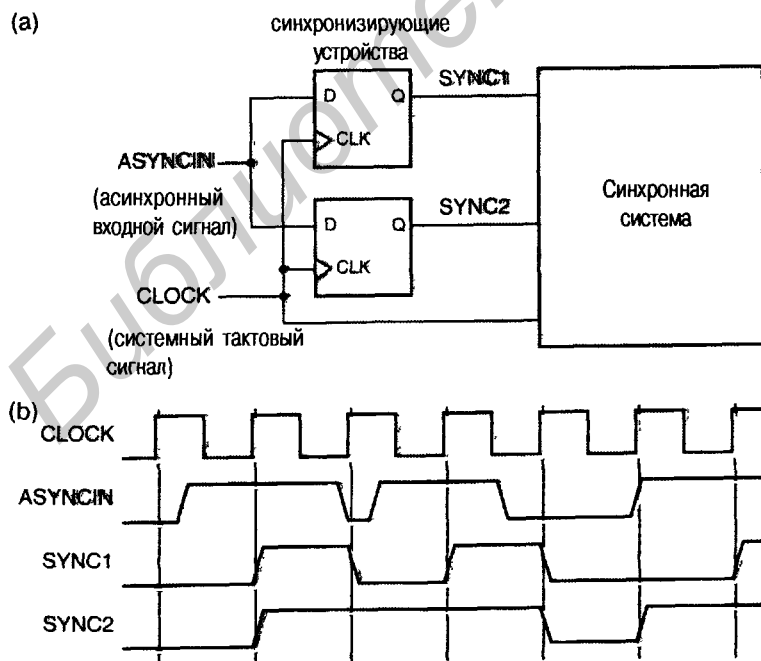 (a)
синхронизирующие
устройства
D Q
CLK
SYNC1
ASYNCIN
(асинхронный
входной сигнал)
D Q
CLK
SYNC2
Синхронная
система
CLOCK
(системный тактовый
сигнал)
(b)
CLOCK
ASYNCIN
SYNC1
SYNC2